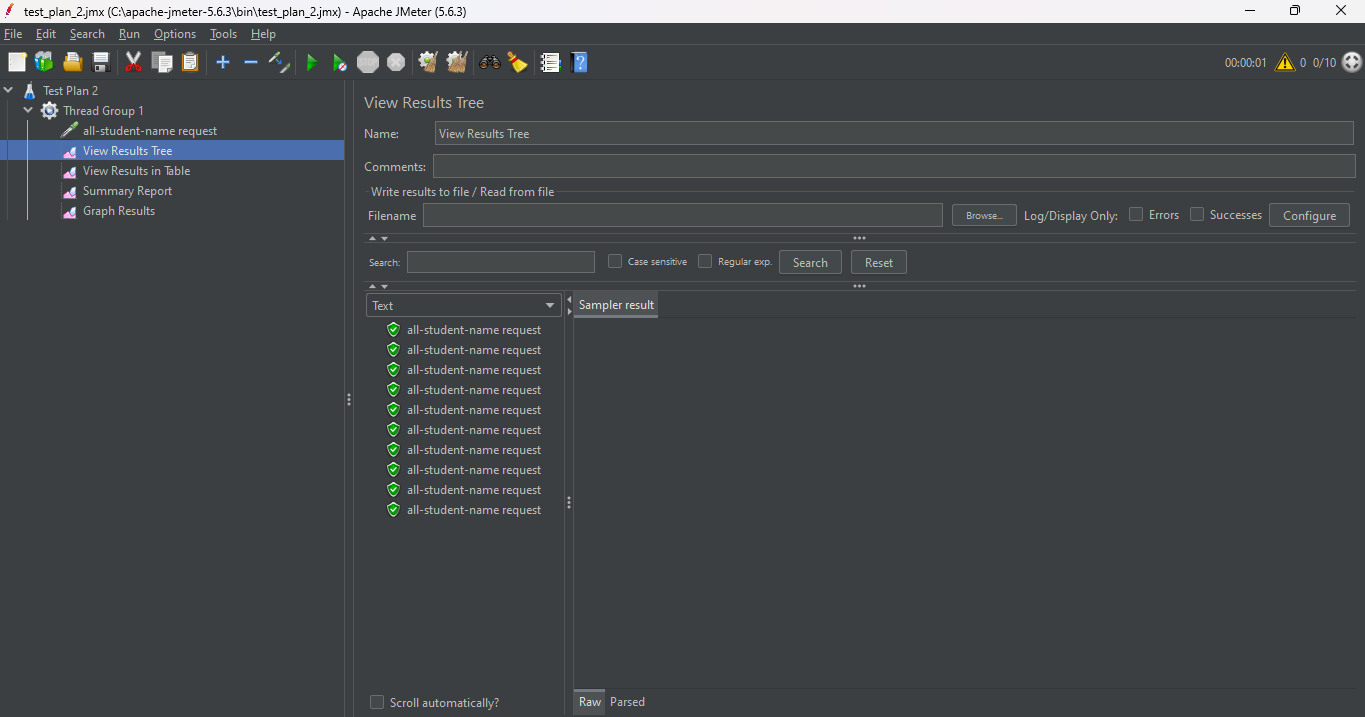 test_plan_2.jmx (C:\apache-jmeter-5.6.3\bin\test_plan_2.jmx) - Apache JMeter (5.6.3)
File Edit Search Run Options Tools Help
STOP
00:00:01 0 0/10
Test Plan 2
Thread Group 1
all-student-name request
View Results Tree
View Results in Table
Summary Report
Graph Results
View Results Tree
Name: View Results Tree
Comments:
Write results to file / Read from file
Filename Browse... Log/Display Only: Errors Successes Configure
Search: Case sensitive Regular exp. Search Reset
Text
Sampler result
all-student-name request
all-student-name request
all-student-name request
all-student-name request
all-student-name request
all-student-name request
all-student-name request
all-student-name request
all-student-name request
all-student-name request
Scroll automatically?
Raw Parsed